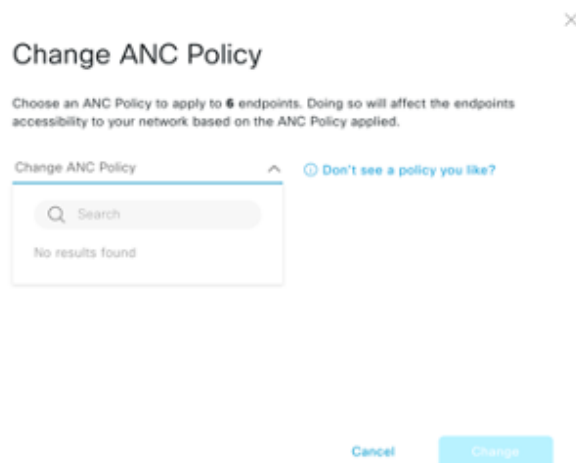 Change ANC Policy
Choose an ANC Policy to apply to 6 endpoints. Doing so will affect the endpoints
accessibility to your network based on the ANC Policy applied.
Change ANC Policy
Don't see a policy you like?
Search
No results found
Cancel
Change